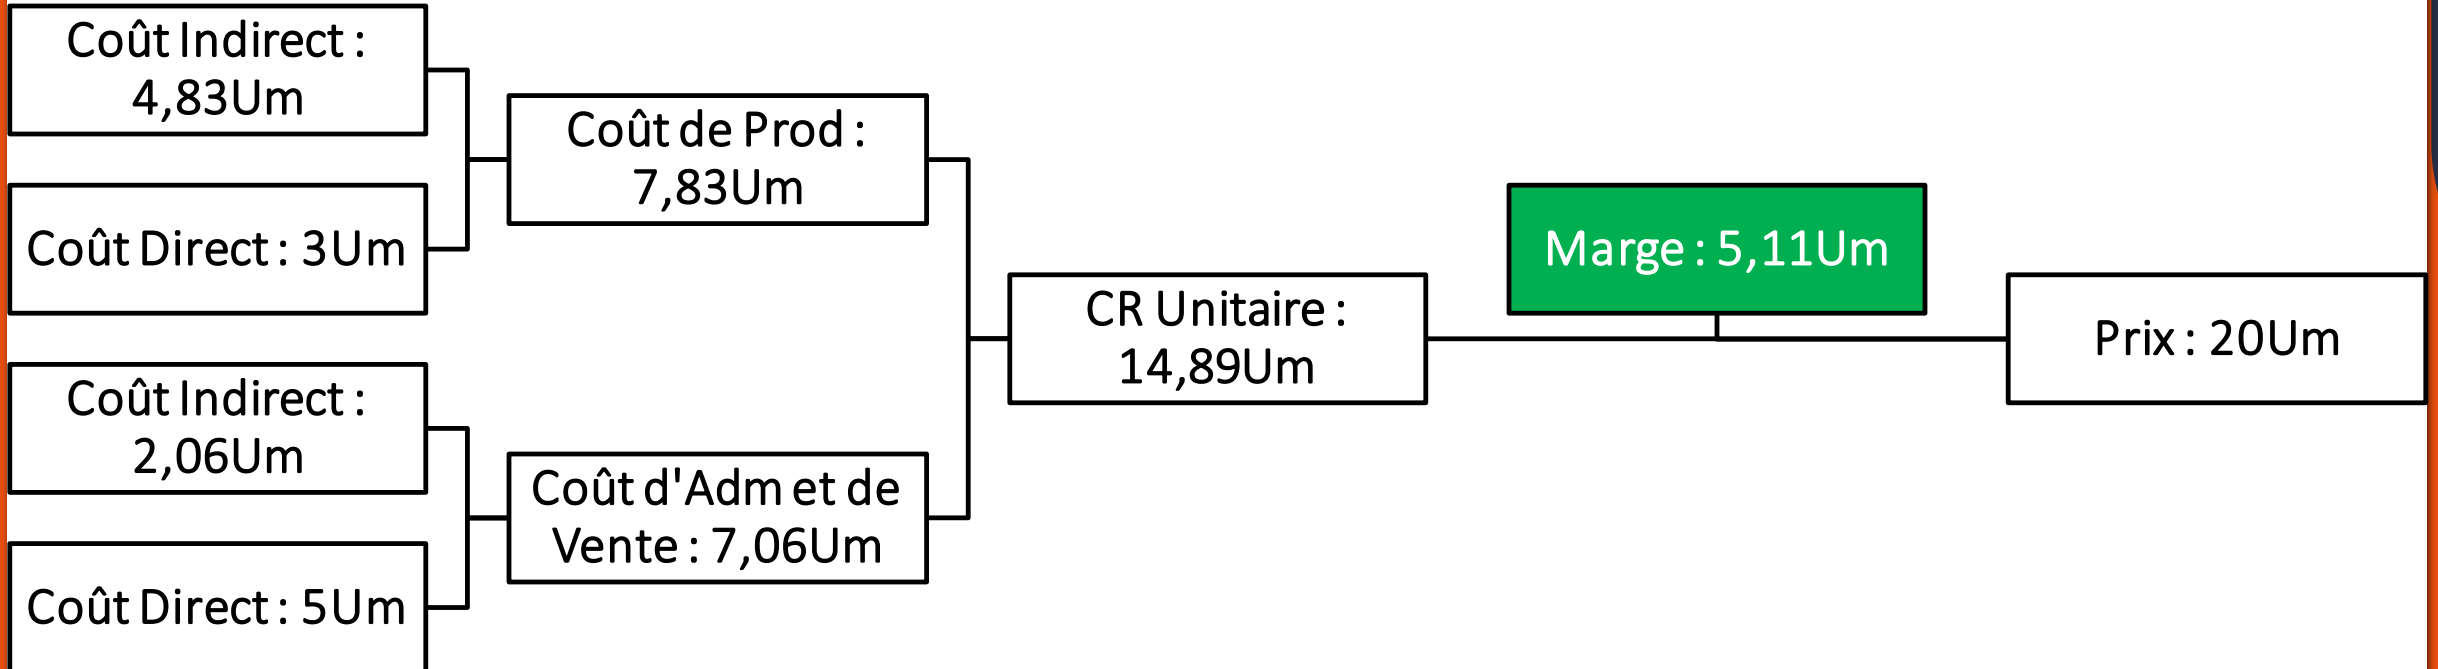 Coût Indirect :
4,83Um
Coût Direct : 3Um
Coût de Prod :
7,83Um
Coût Indirect :
2,06Um
Coût Direct : 5Um
Coût d'Adm et de
Vente : 7,06Um
CR Unitaire :
14,89Um
Marge : 5,11Um
Prix : 20Um